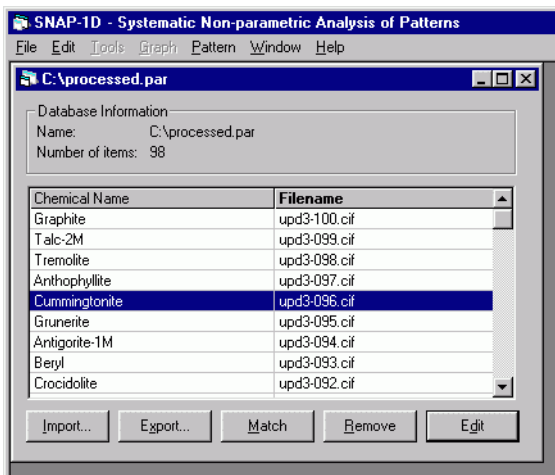 SNAP-1D - Systematic Non-parametric Analysis of Patterns
File Edit Tools Graph Pattern Window Help
C:\processed.par
Database Information
Name: C:\processed.par
Number of items: 98
Chemical Name Filename
Graphite upd3-100.cif
Talc-2M upd3-099.cif
Tremolite upd3-098.cif
Anthophyllite upd3-097.cif
Cummingtonite upd3-096.cif
Grunerite upd3-095.cif
Antigorite-1M upd3-094.cif
Beryl upd3-093.cif
Crocidolite upd3-092.cif
Import... Export... Match Remove Edit